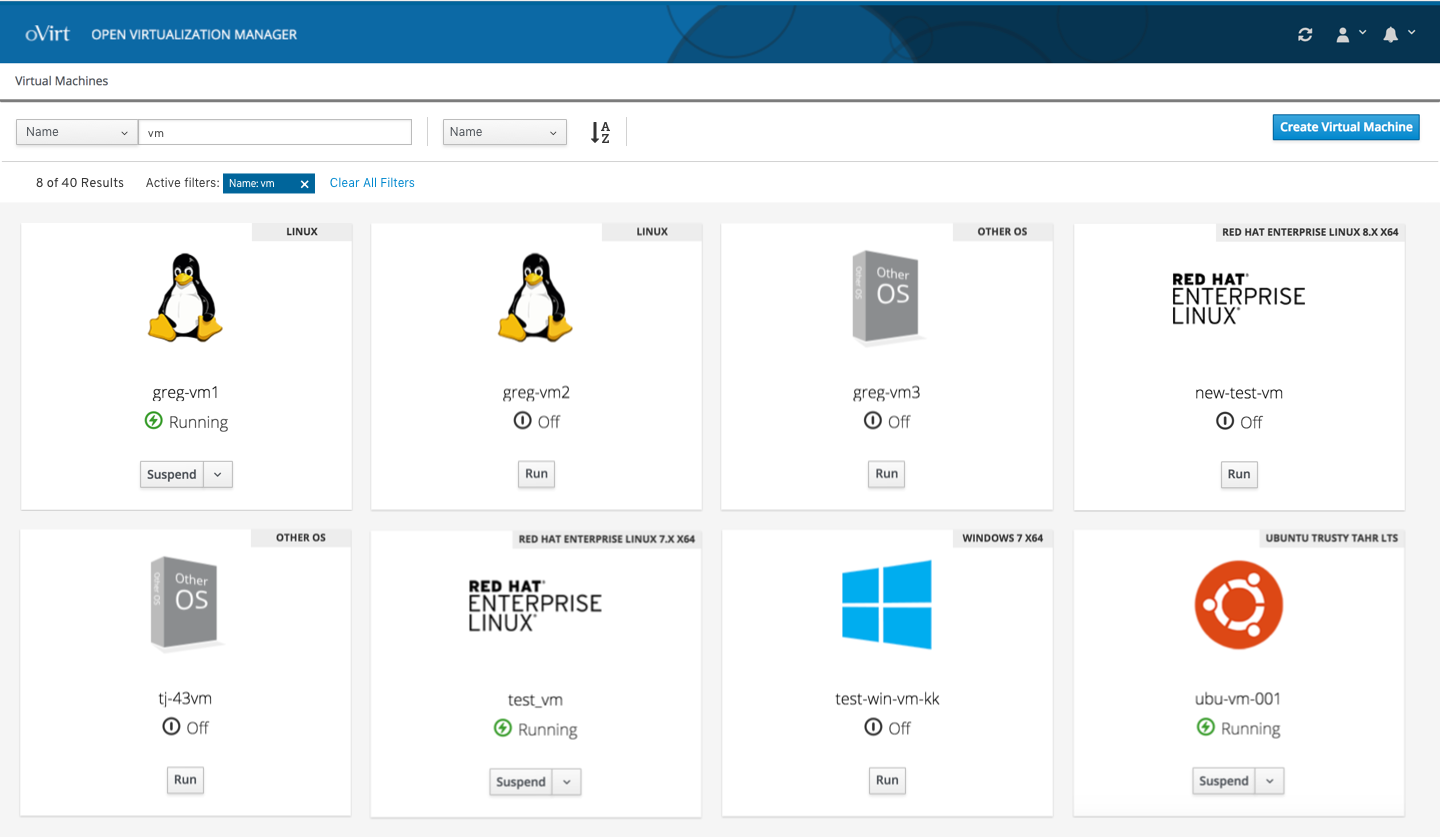 oVirt OPEN VIRTUALIZATION MANAGER
Virtual Machines
Name vm Name A Z Create Virtual Machine
8 of 40 Results Active filters: Name: vm Clear All Filters
LINUX
greg-vm1
Running
Suspend
LINUX
greg-vm2
Off
Run
OTHER OS
Other OS
Other
OS
greg-vm3
Off
Run
RED HAT ENTERPRISE LINUX 8.X X64
RED HAT
ENTERPRISE
LINUX
new-test-vm
Off
Run
OTHER OS
Other OS
Other
OS
tj-43vm
Off
Run
RED HAT ENTERPRISE LINUX 7.X X64
RED HAT
ENTERPRISE
LINUX
test_vm
Running
Suspend
WINDOWS 7 X64
test-win-vm-kk
Off
Run
UBUNTU TRUSTY TAHR LTS
ubu-vm-001
Running
Suspend